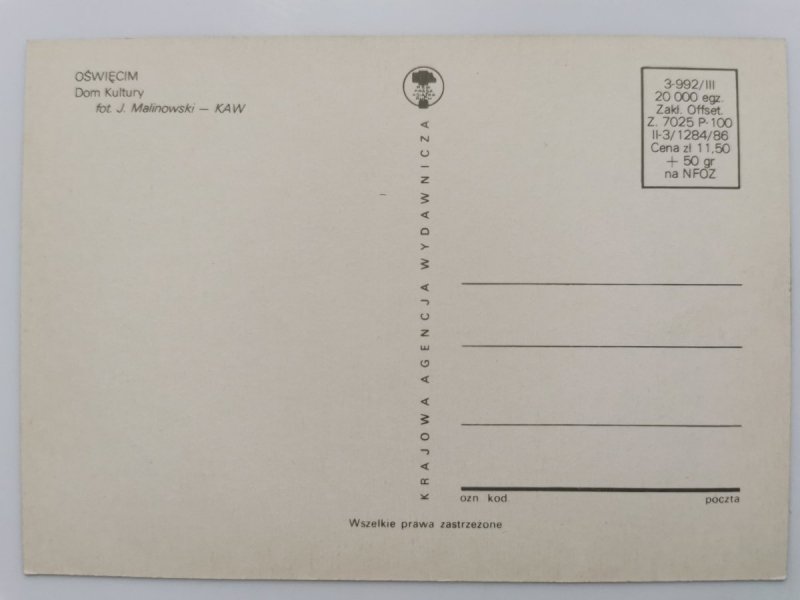 OŚWIĘCIM
Dom Kultury
fot. J. Malinowski — KAW
KRAJOWA AGENCJA WYDAWNICZA
3-992/III
20 000 egz.
Zakł. Offset.
Z. 7025 P-100
II-3/1284/86
Cena zł 11,50
+ 50 gr
na NFOZ
ozn kod
poczta
Wszelkie prawa zastrzeżone